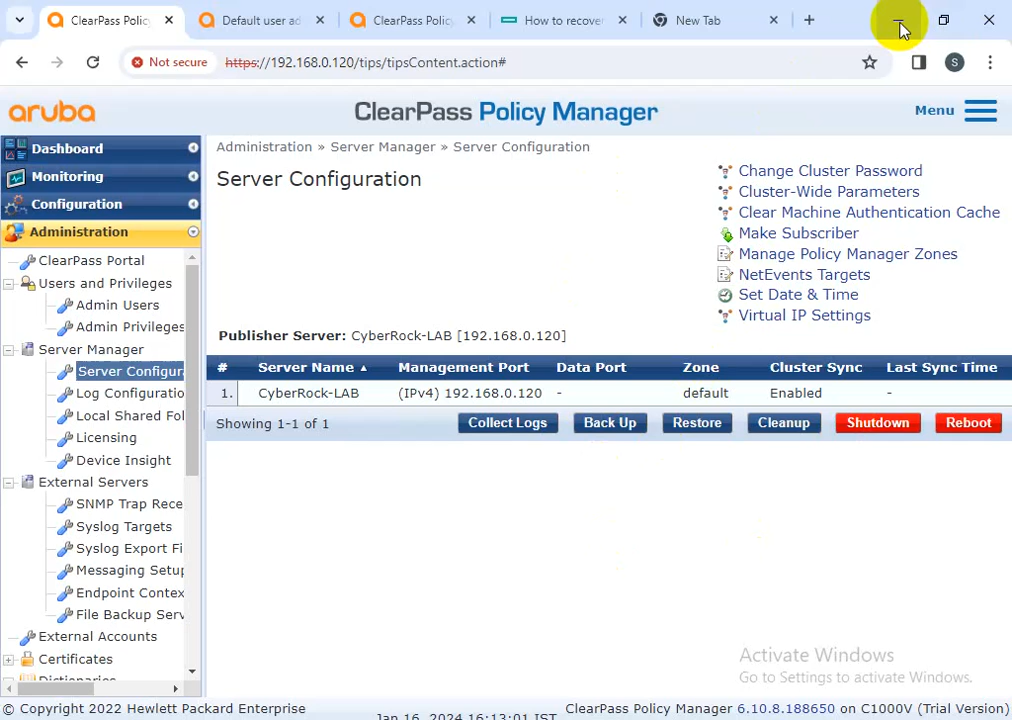 ClearPass Policy
Default user ad
ClearPass Policy
How to recover
New Tab
Not secure
https://192.168.0.120/tips/tipsContent.action#
S
aruba
ClearPass Policy Manager
Menu
Dashboard
Monitoring
Configuration
Administration
ClearPass Portal
Users and Privileges
Admin Users
Admin Privileges
Server Manager
Server Configura
Log Configuratio
Local Shared Fol
Licensing
Device Insight
External Servers
SNMP Trap Rece
Syslog Targets
Syslog Export Fi
Messaging Setup
Endpoint Contex
File Backup Serv
External Accounts
Certificates
Dictionaries
Administration » Server Manager » Server Configuration
Server Configuration
Change Cluster Password
Cluster-Wide Parameters
Clear Machine Authentication Cache
Make Subscriber
Manage Policy Manager Zones
NetEvents Targets
Set Date & Time
Virtual IP Settings
Publisher Server: CyberRock-LAB [192.168.0.120]
# Server Name Management Port Data Port Zone Cluster Sync Last Sync Time
1. CyberRock-LAB (IPv4) 192.168.0.120 - default Enabled -
Showing 1-1 of 1
Collect Logs Back Up Restore Cleanup Shutdown Reboot
Activate Windows
Go to Settings to activate Windows.
© Copyright 2022 Hewlett Packard Enterprise
Jan 16, 2024 16:13:01 IST
ClearPass Policy Manager 6.10.8.188650 on C1000V (Trial Version)